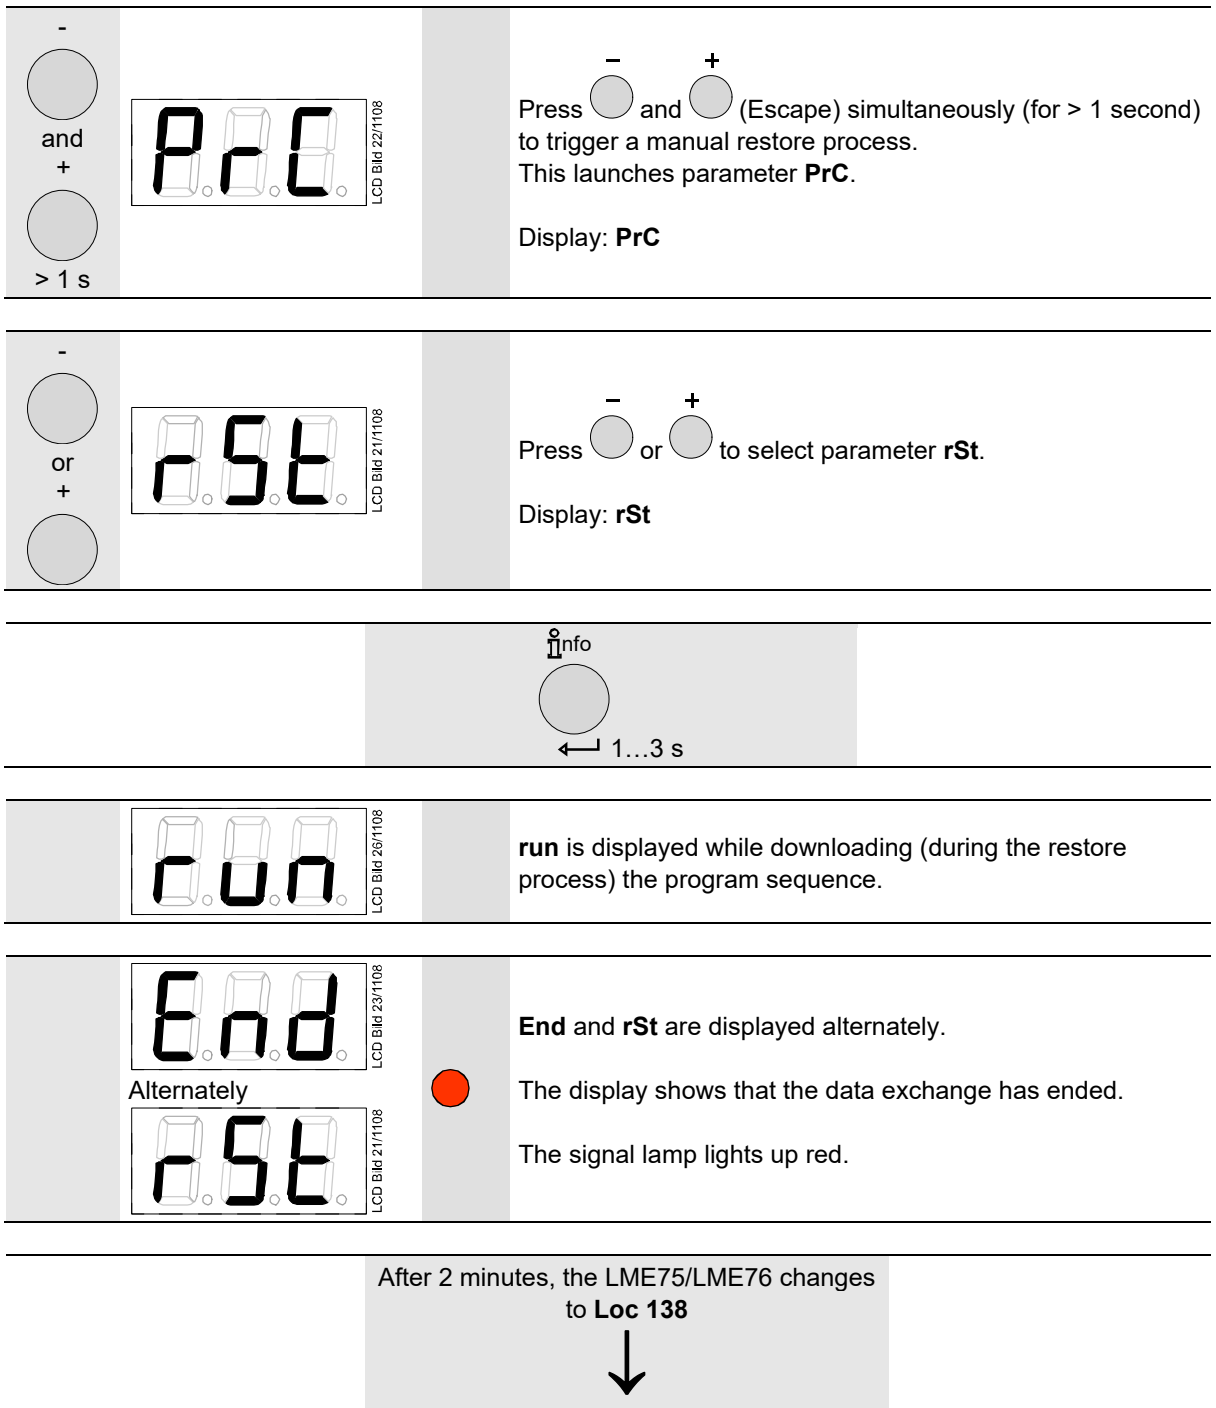 -
and
+
> 1 s
PrC
LCD Bild 22/1108
− +
Press and (Escape) simultaneously (for > 1 second)
to trigger a manual restore process.
This launches parameter PrC.
Display: PrC
-
or
+
rSt
LCD Bild 21/1108
− +
Press or to select parameter rSt.
Display: rSt
info
1…3 s
run
LCD Bild 26/1108
run is displayed while downloading (during the restore
process) the program sequence.
End
LCD Bild 23/1108
Alternately
rSt
LCD Bild 21/1108
End and rSt are displayed alternately.
The display shows that the data exchange has ended.
The signal lamp lights up red.
After 2 minutes, the LME75/LME76 changes
to Loc 138